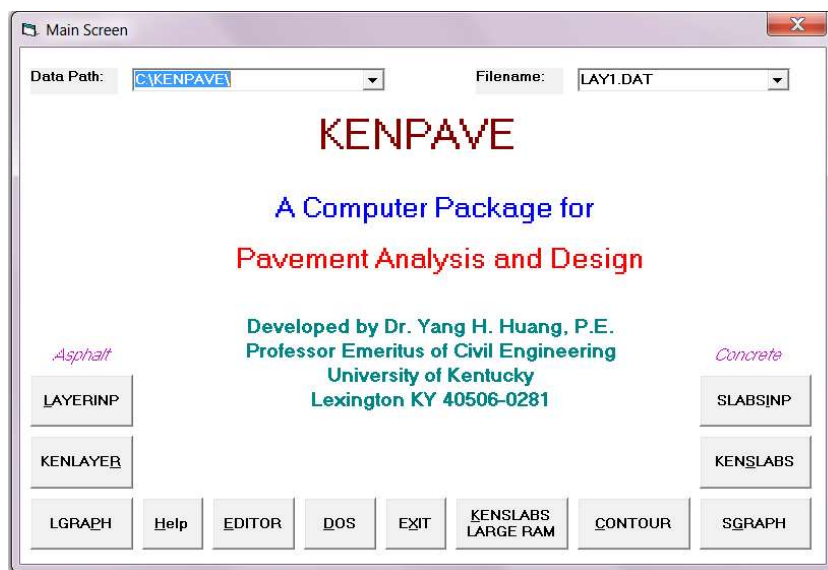 Main Screen
X
Data Path: C\KENPAVE\ Filename: LAY1.DAT
KENPAVE
A Computer Package for
Pavement Analysis and Design
Developed by Dr. Yang H. Huang, P.E.
Professor Emeritus of Civil Engineering
University of Kentucky
Lexington KY 40506-0281
Asphalt
Concrete
LAYERINP
SLABSINP
KENLAYER
KENSLABS
LGRAPH
Help
EDITOR
DOS
EXIT
KENSLABS
LARGE RAM
CONTOUR
SGRAPH